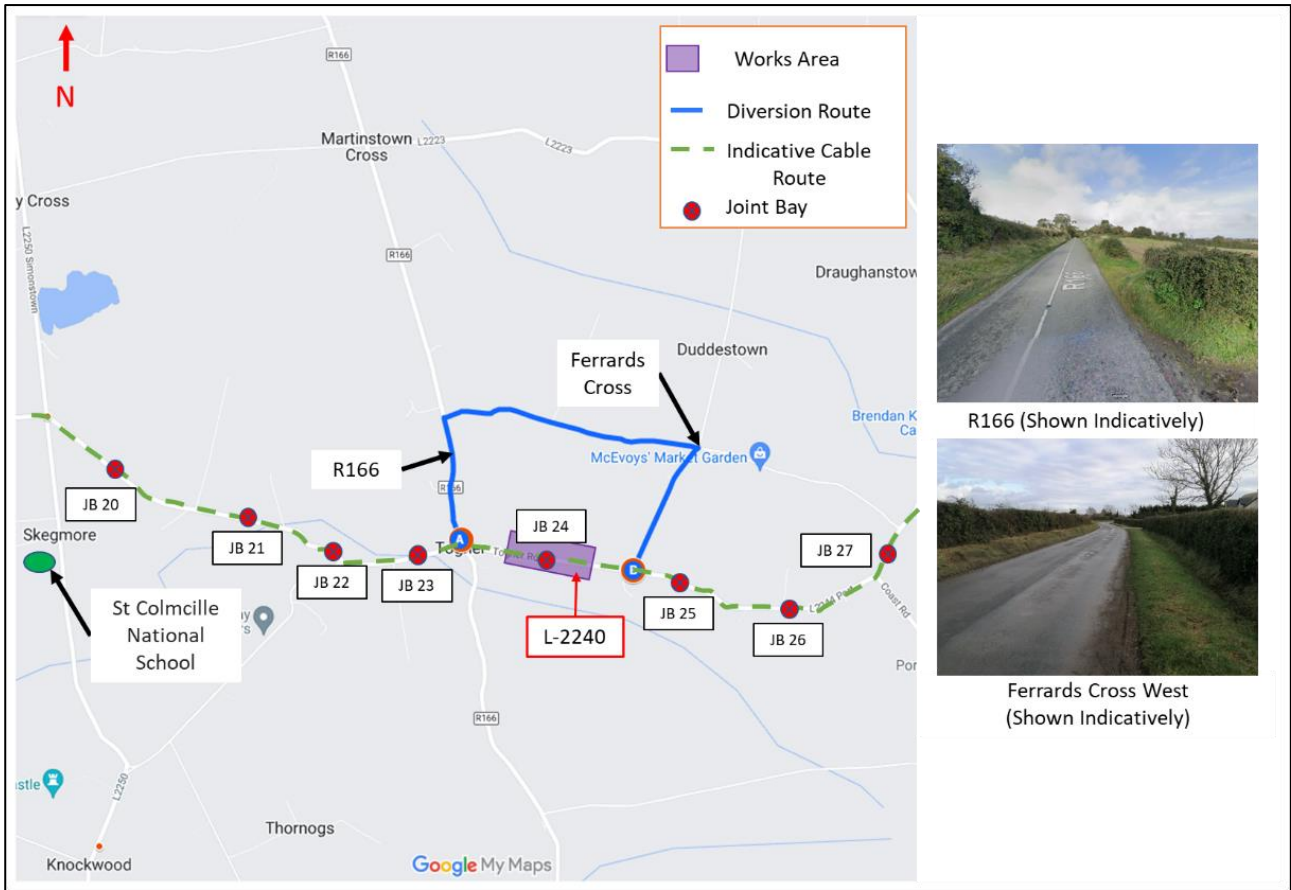 N
Works Area
Diversion Route
Indicative Cable
Route
Joint Bay
R166
Martinstown
Cross
L2223
L2223
y Cross
L2250 Simonstown
R166
Draughanstow
Duddestown
Ferrards
Cross
Brendan K
Ca
McEvoys' Market Garden
R166
R166
JB 20
JB 21
JB 22
JB 23
A
JB 24
L-2240
JB 25
JB 26
JB 27
Coast Rd
Por
Skegmore
St Colmcille
National
School
ay
rs
R166
stle
L2250
Thornogs
Knockwood
Google My Maps
R166
R166 (Shown Indicatively)
Ferrards Cross West
(Shown Indicatively)